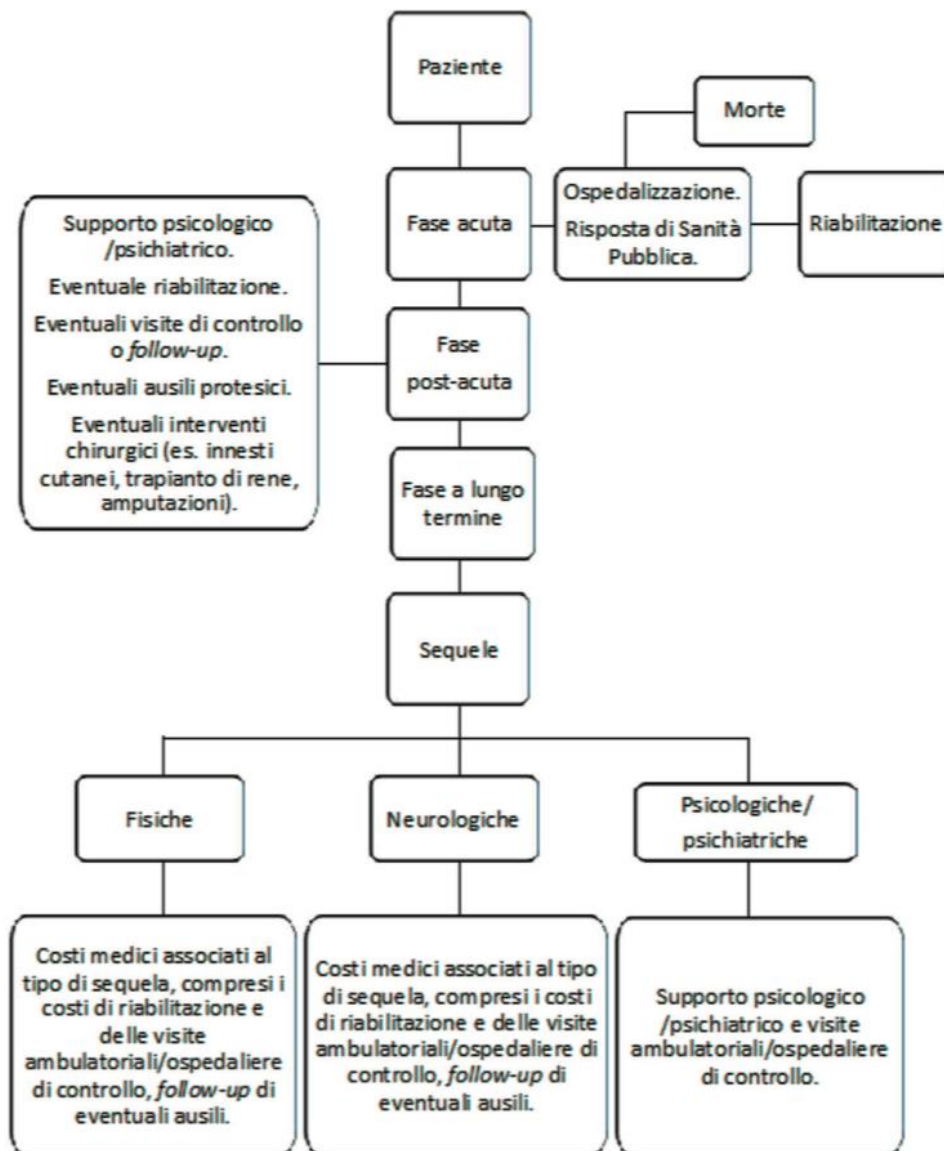 Paziente
Morte
Fase acuta
Ospedalizzazione.
Risposta di Sanità
Pubblica.
Riabilitazione
Supporto psicologico
/psichiatrico.
Eventuale riabilitazione.
Eventuali visite di controllo
o follow-up.
Eventuali ausili protesici.
Eventuali interventi
chirurgici (es. innesti
cutanei, trapianto di rene,
amputazioni).
Fase
post-acuta
Fase a lungo
termine
Sequele
Fisiche
Neurologiche
Psicologiche/
psichiatriche
Costi medici associati al
tipo di sequela, compresi i
costi di riabilitazione e
delle visite
ambulatoriali/ospedaliere
di controllo, follow-up di
eventuali ausili.
Costi medici associati al tipo
di sequela, compresi i costi
di riabilitazione e delle visite
ambulatoriali/ospedaliere di
controllo, follow-up di
eventuali ausili.
Supporto psicologico
/psichiatrico e visite
ambulatoriali/ospedaliere
di controllo.